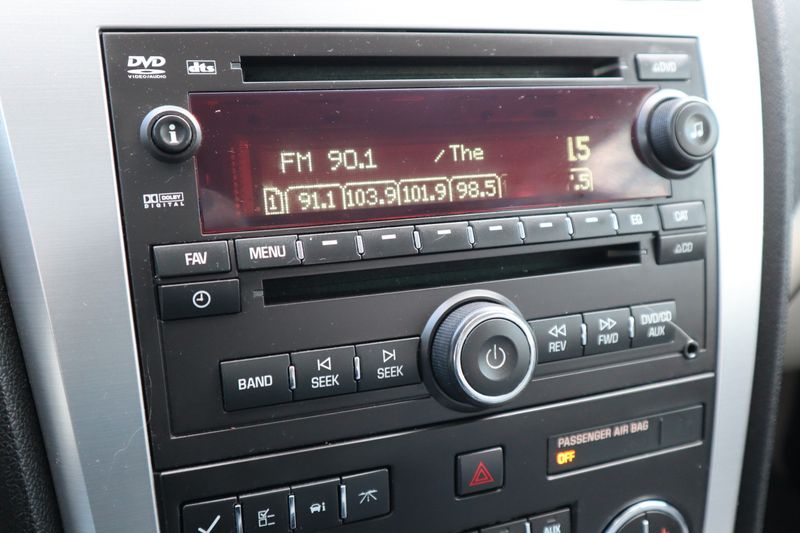 DVD
VIDEO/AUDIO
dts
DVD
i
FM 90.1 /The 15
1 91.1 103.9 101.9 98.5 .5
DOLBY
DIGITAL
FAV
MENU
EQ
CAT
CD
BAND
SEEK
SEEK
REV
FWD
DVD/CD
AUX
PASSENGER AIR BAG
OFF
i
AUX